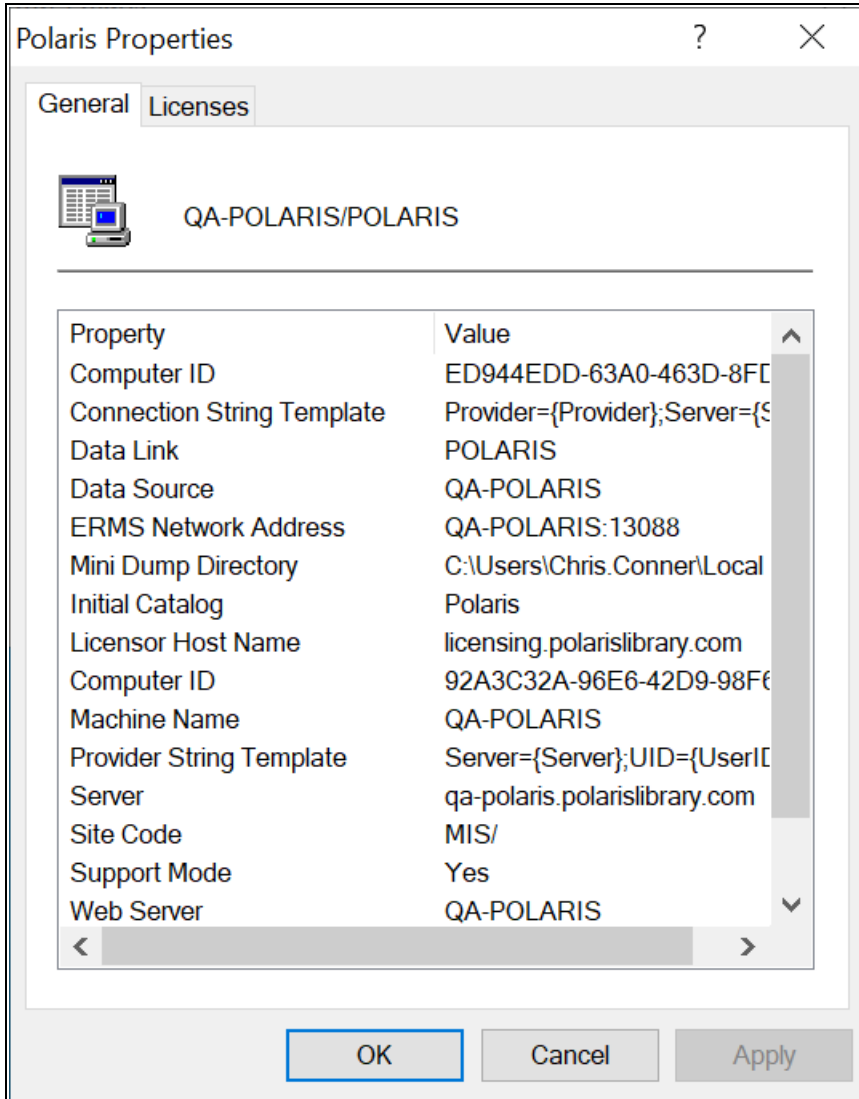 Polaris Properties ?
General Licenses
QA-POLARIS/POLARIS
Property Value
Computer ID ED944EDD-63A0-463D-8FD
Connection String Template Provider={Provider};Server={S
Data Link POLARIS
Data Source QA-POLARIS
ERMS Network Address QA-POLARIS:13088
Mini Dump Directory C:\Users\Chris.Conner\Local
Initial Catalog Polaris
Licensor Host Name licensing.polarislibrary.com
Computer ID 92A3C32A-96E6-42D9-98F6
Machine Name QA-POLARIS
Provider String Template Server={Server};UID={UserID
Server qa-polaris.polarislibrary.com
Site Code MIS/
Support Mode Yes
Web Server QA-POLARIS
OK Cancel Apply